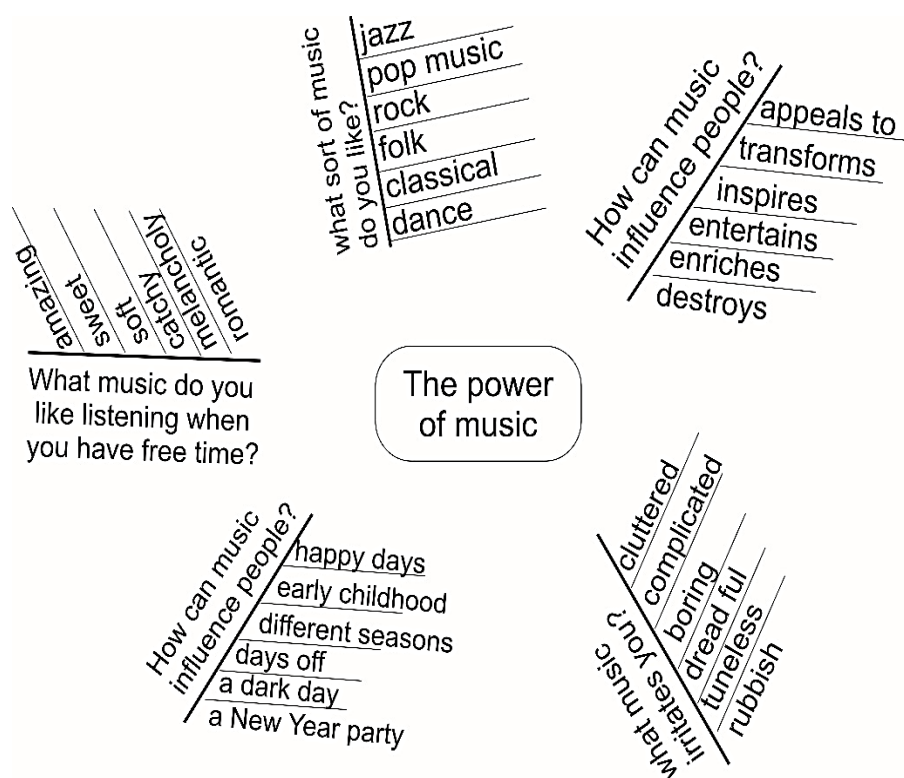 what sort of music
do you like?
jazz
pop music
rock
folk
classical
dance
How can music
influence people?
appeals to
transforms
inspires
entertains
enriches
destroys
amazing
sweet
soft
catchy
melancholy
romantic
What music do you
like listening when
you have free time?
The power
of music
How can music
influence people?
happy days
early childhood
different seasons
days off
a dark day
a New Year party
what music
irritates you?
cluttered
complicated
boring
dread ful
tuneless
rubbish